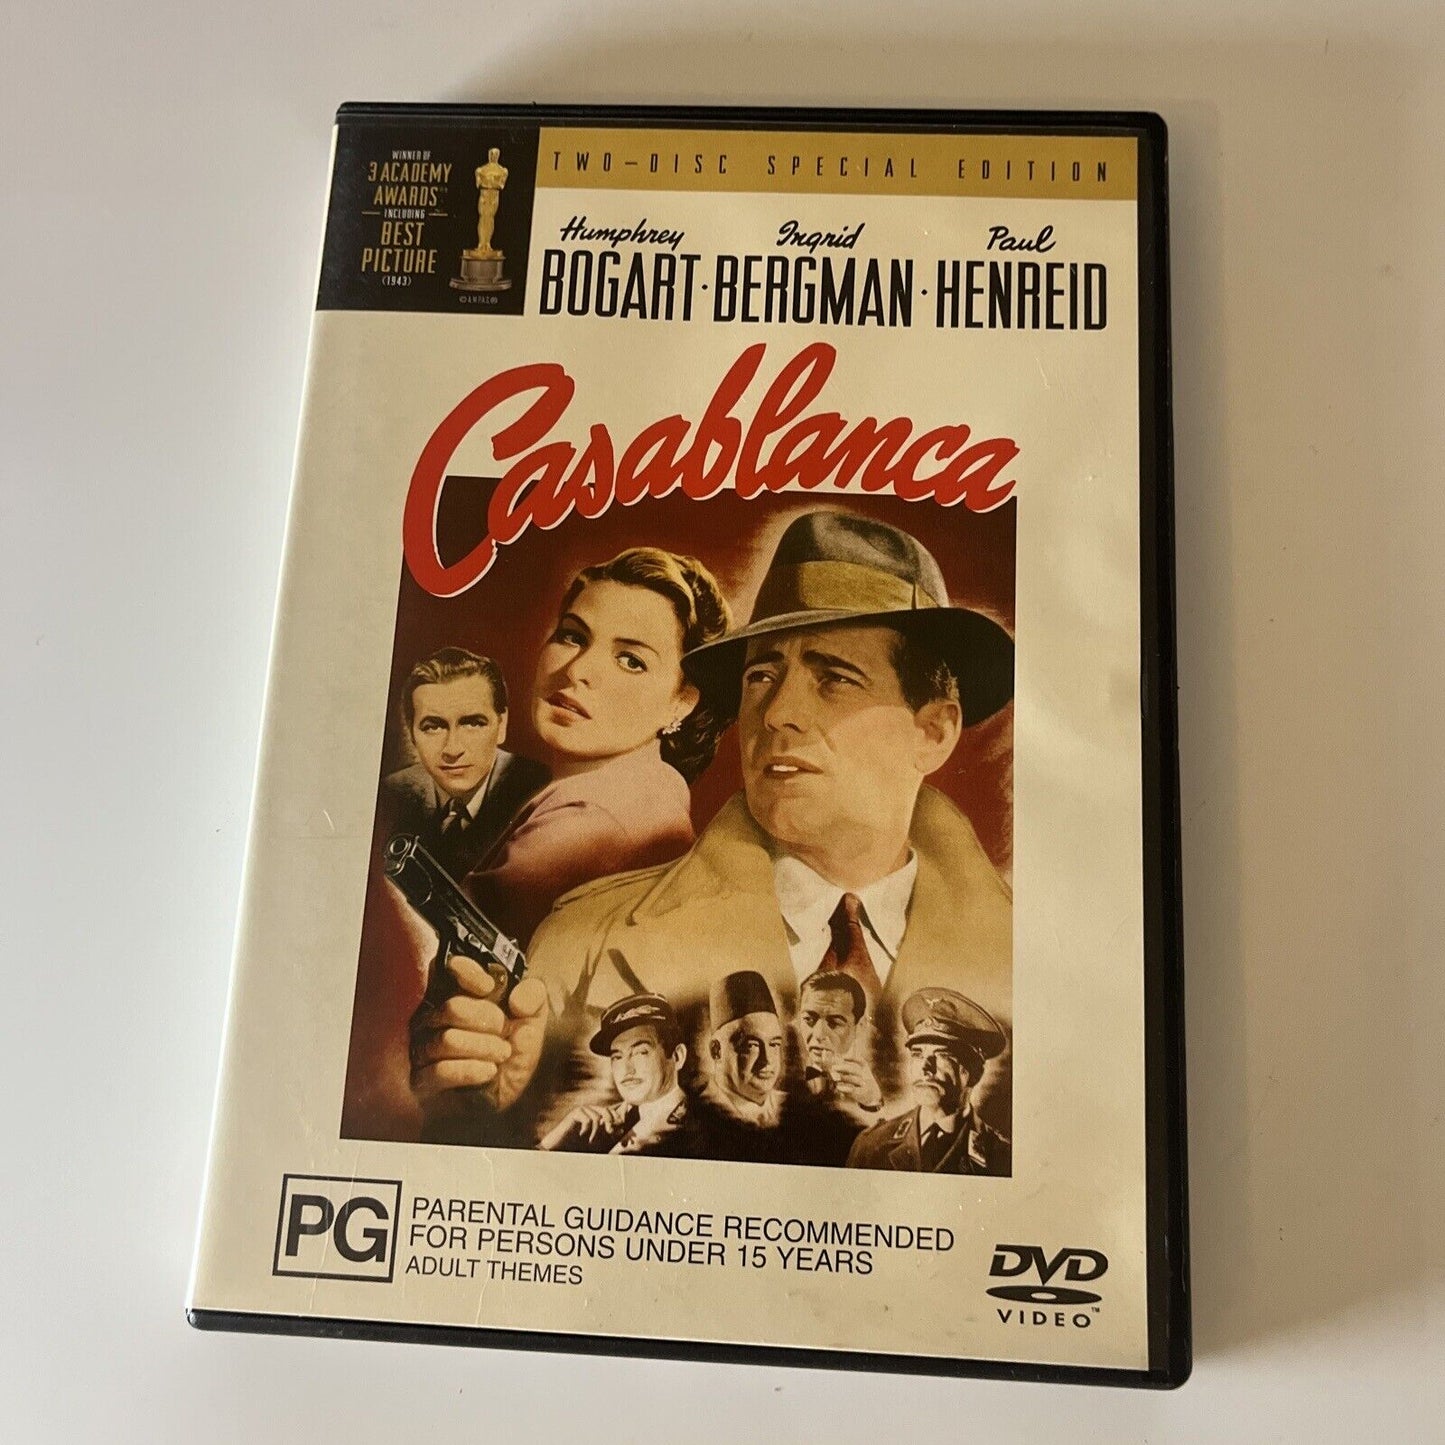 WINNER OF
3 ACADEMY
AWARDS
INCLUDING
BEST
PICTURE
(1943)
© A.M.P.A.S.®
TWO-DISC SPECIAL EDITION
Humphrey Ingrid Paul
BOGART · BERGMAN · HENREID
Casablanca
PG
PARENTAL GUIDANCE RECOMMENDED
FOR PERSONS UNDER 15 YEARS
ADULT THEMES
DVD
VIDEO™